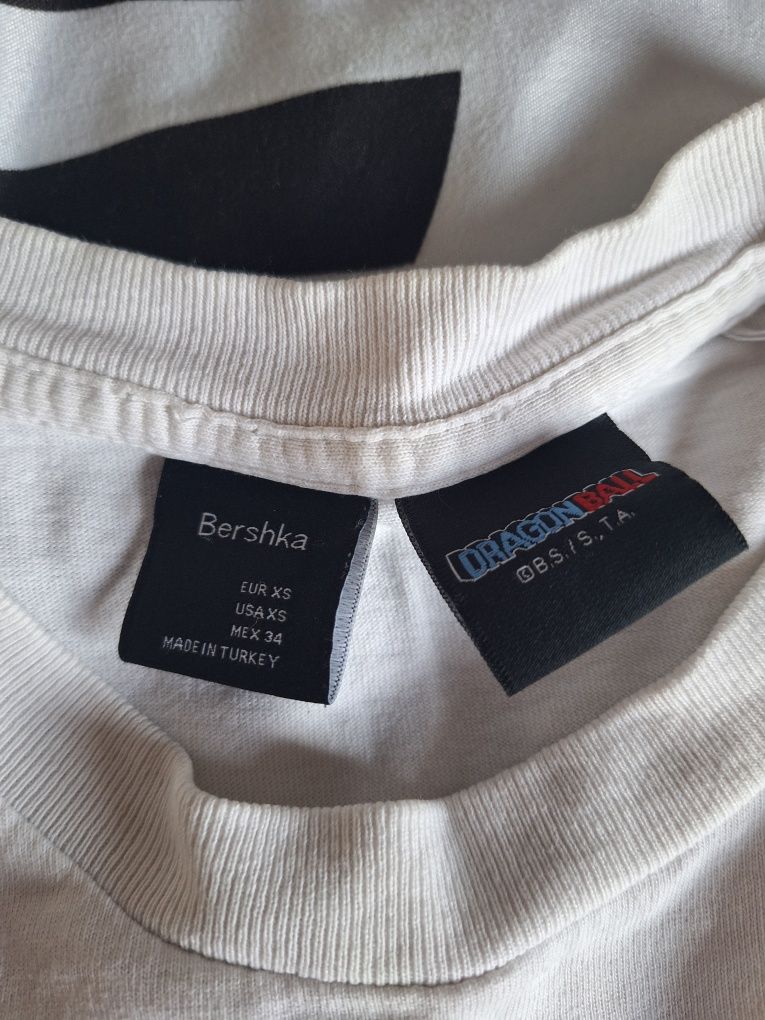 Bershka
EUR XS
USA XS
MEX 34
MADE IN TURKEY
DRAGON BALL
©B.S./S.,T.A.